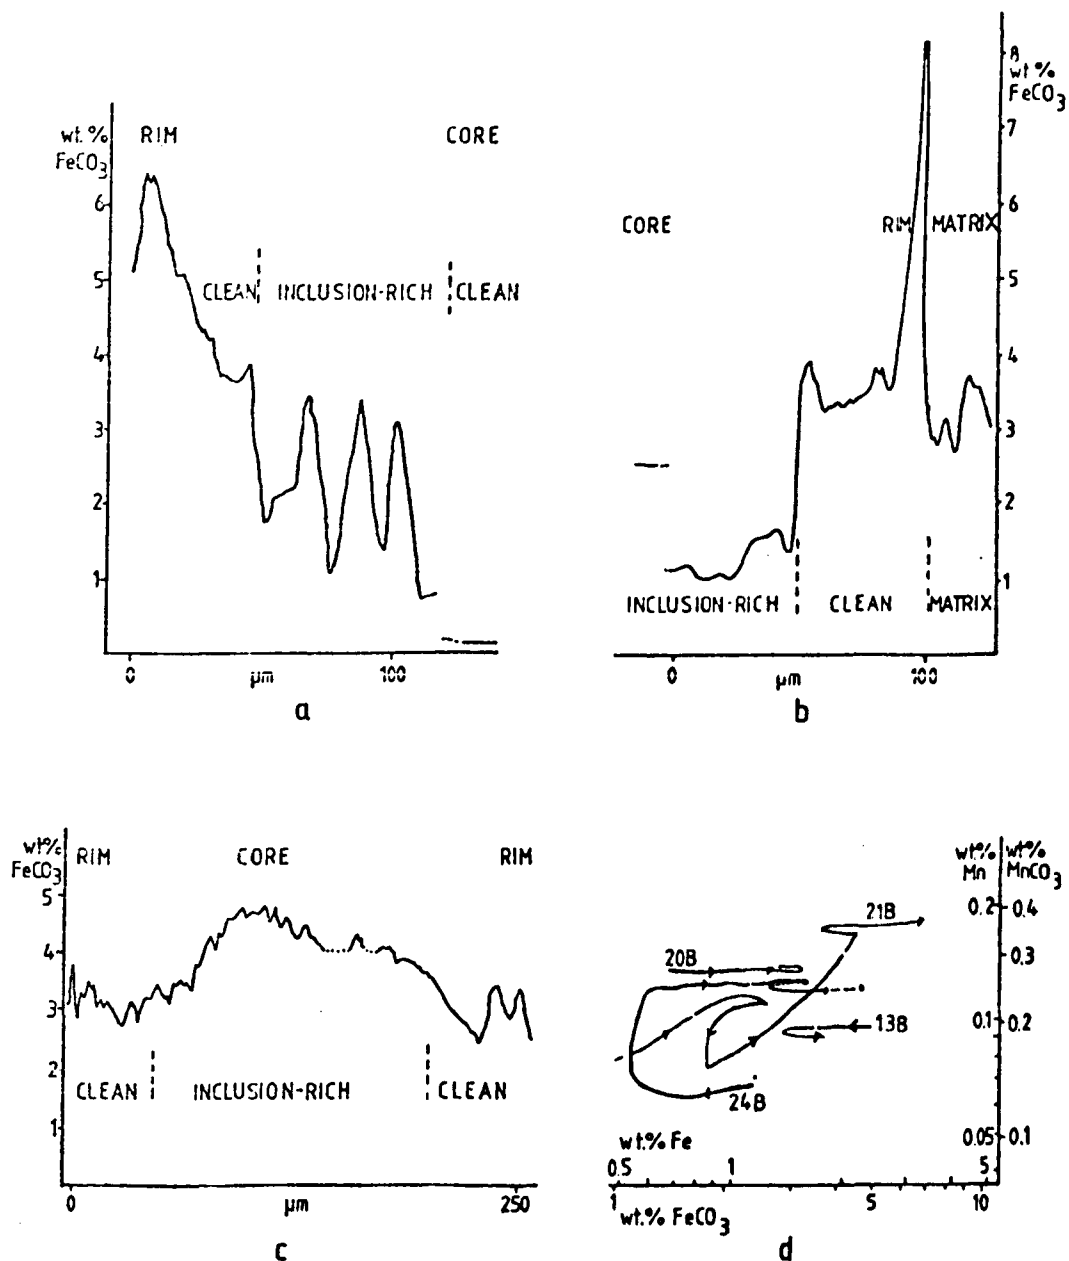 wt.%
FeCO3
RIM
CORE
6
5
4
3
2
1
CLEAN
INCLUSION-RICH
CLEAN
0
µm
100
a
8
wt %
FeCO3
7
6
5
4
3
2
1
CORE
RIM
MATRIX
INCLUSION-RICH
CLEAN
MATRIX
0
µm
100
b
wt%
FeCO3
RIM
CORE
RIM
5
4
3
2
1
CLEAN
INCLUSION-RICH
CLEAN
0
µm
250
c
wt%
Mn
wt%
MnCO3
0.2
0.4
0.3
0.1
0.2
0.05
0.1
21B
20B
13B
24B
wt.% Fe
0.5
1
5
1
5
10
wt.% FeCO3
d